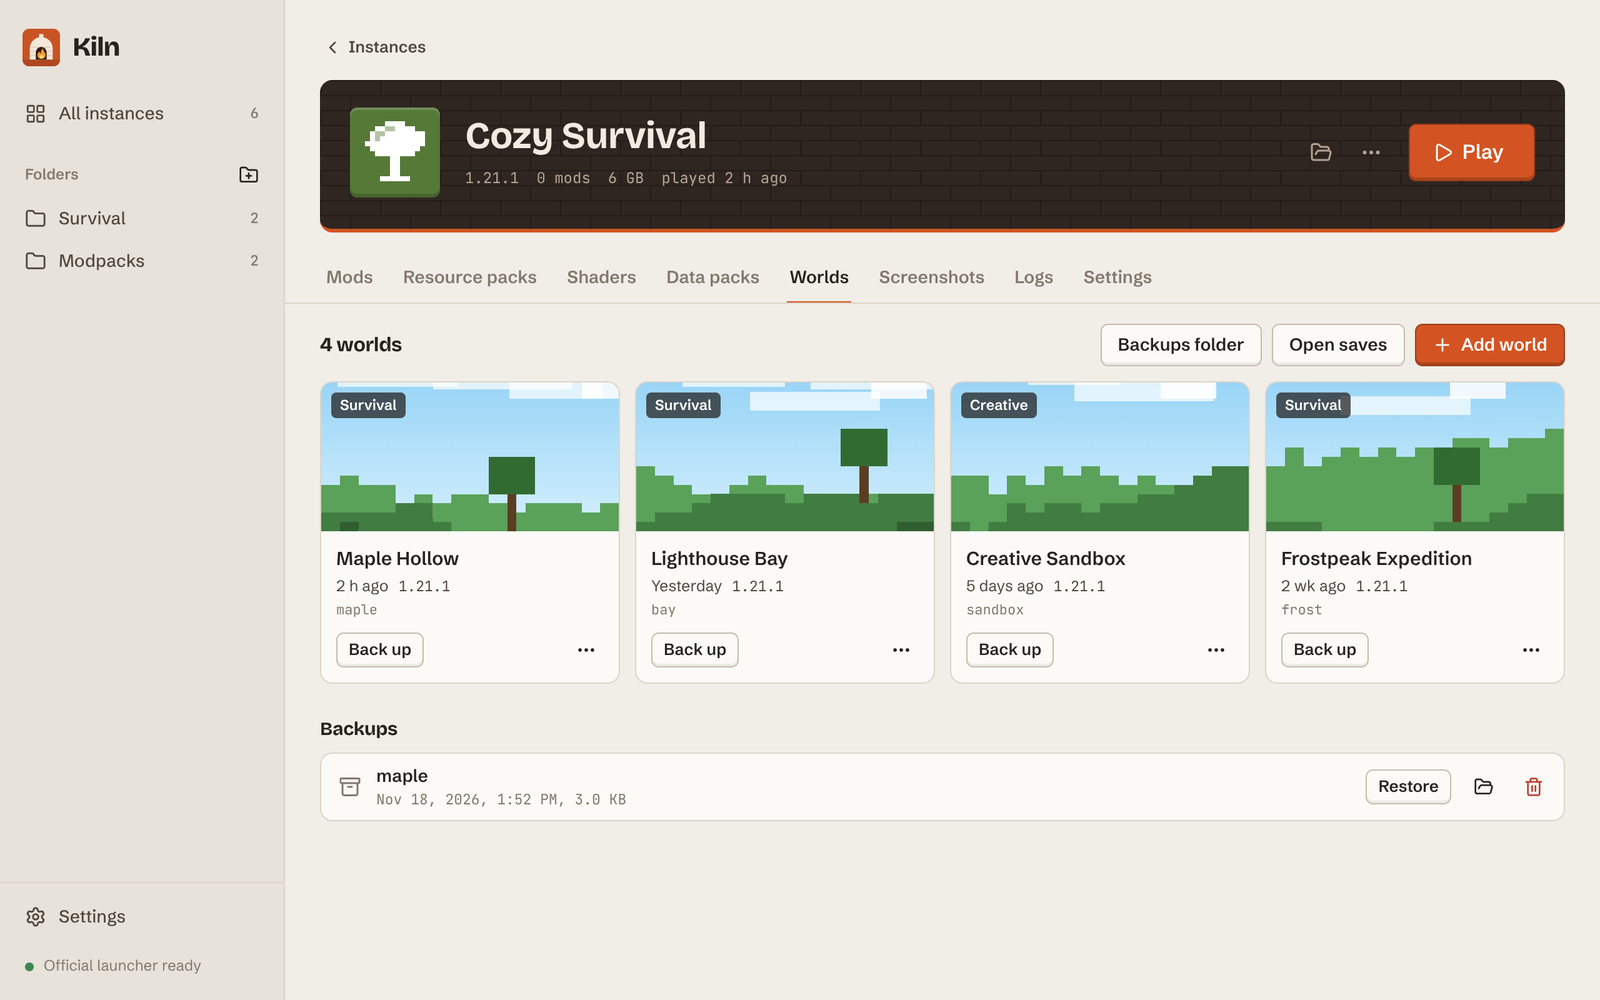 Kiln
All instances 6
Folders
Survival 2
Modpacks 2
Settings
Official launcher ready
Instances
Cozy Survival
1.21.1 0 mods 6 GB played 2 h ago
Play
Mods Resource packs Shaders Data packs Worlds Screenshots Logs Settings
4 worlds
Backups folder Open saves Add world
Survival
Maple Hollow
2 h ago 1.21.1
maple
Back up
Survival
Lighthouse Bay
Yesterday 1.21.1
bay
Back up
Creative
Creative Sandbox
5 days ago 1.21.1
sandbox
Back up
Survival
Frostpeak Expedition
2 wk ago 1.21.1
frost
Back up
Backups
maple
Nov 18, 2026, 1:52 PM, 3.0 KB
Restore